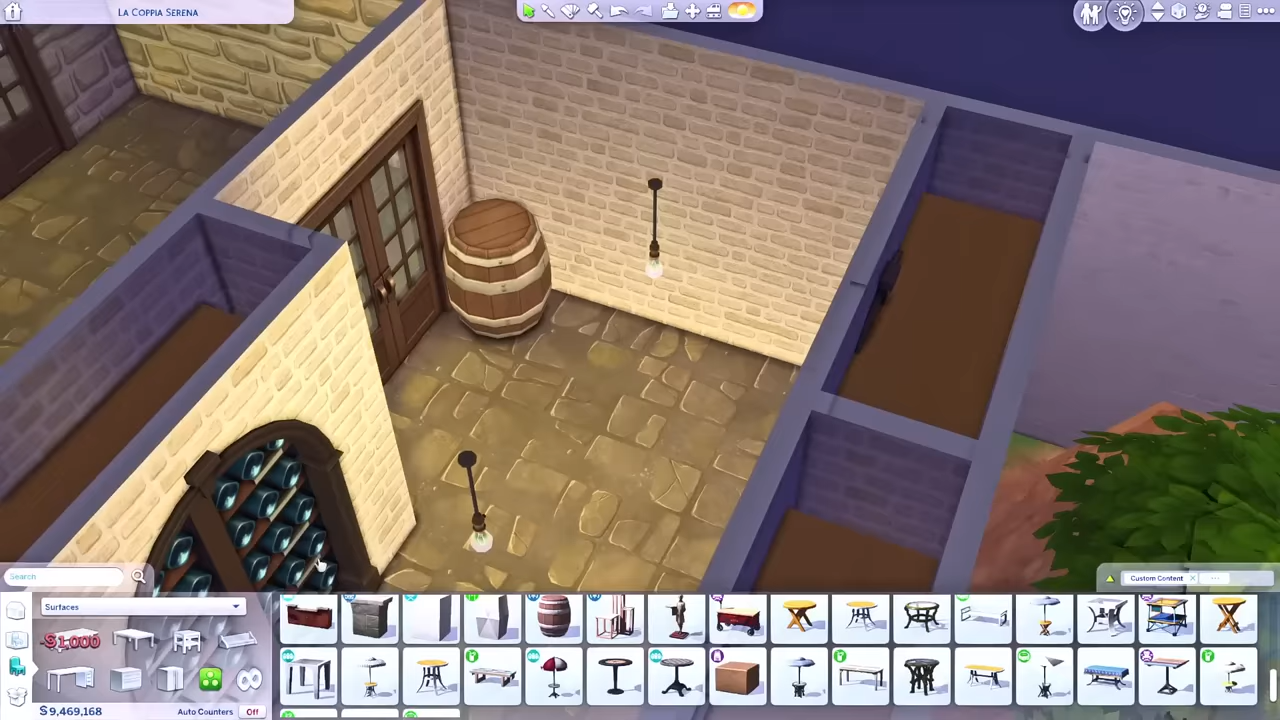 LA COPPIA SERENA
Search
Custom Content
Surfaces
-$1,000
$9,469,168
Auto Counters
Off